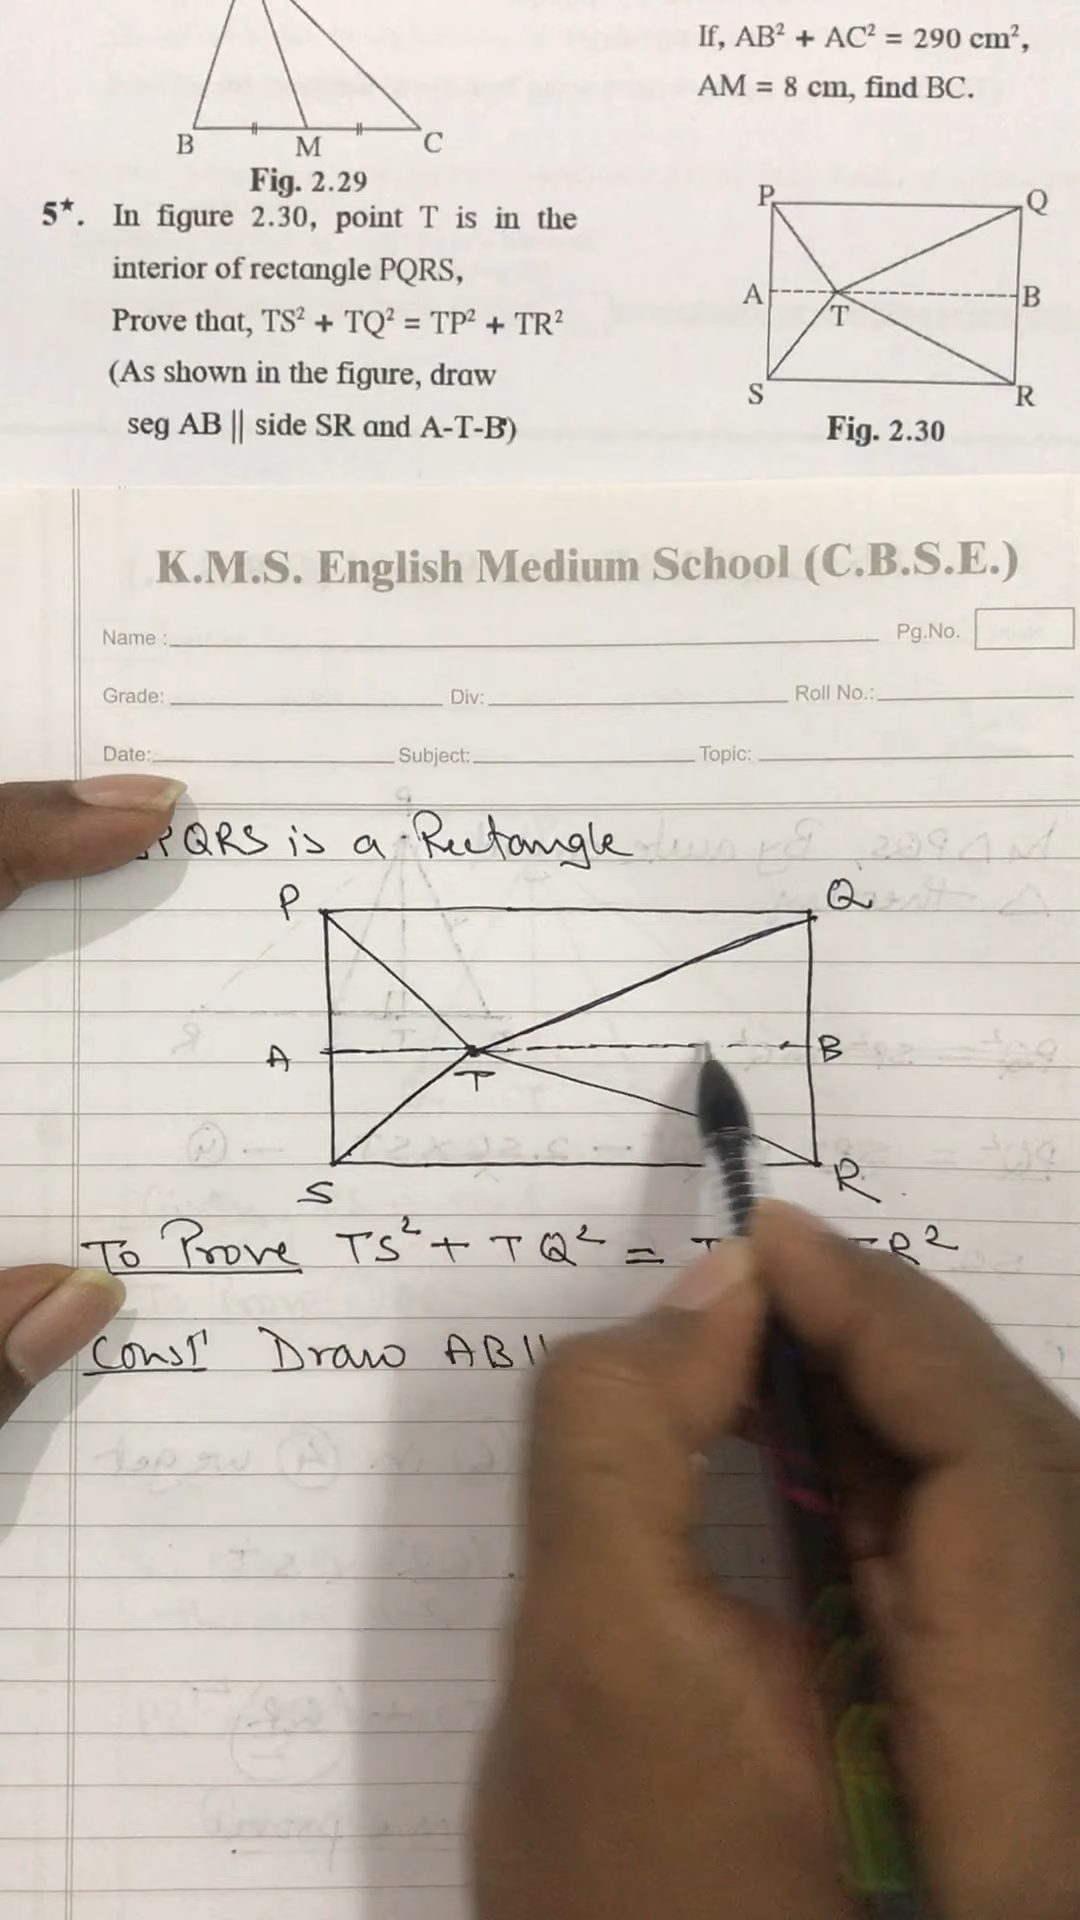 If, AB² + AC² = 290 cm²,
AM = 8 cm, find BC.
B M C
Fig. 2.29
5*. In figure 2.30, point T is in the
interior of rectangle PQRS,
Prove that, TS² + TQ² = TP² + TR²
(As shown in the figure, draw
seg AB || side SR and A-T-B)
P Q
A B
T
S R
Fig. 2.30
K.M.S. English Medium School (C.B.S.E.)
Name : Pg.No.
Grade: Div: Roll No.:
Date: Subject: Topic:
PQRS is a Rectangle
P Q
A B
T
S R
To Prove TS² + TQ² = TR²
Const Draw AB ||